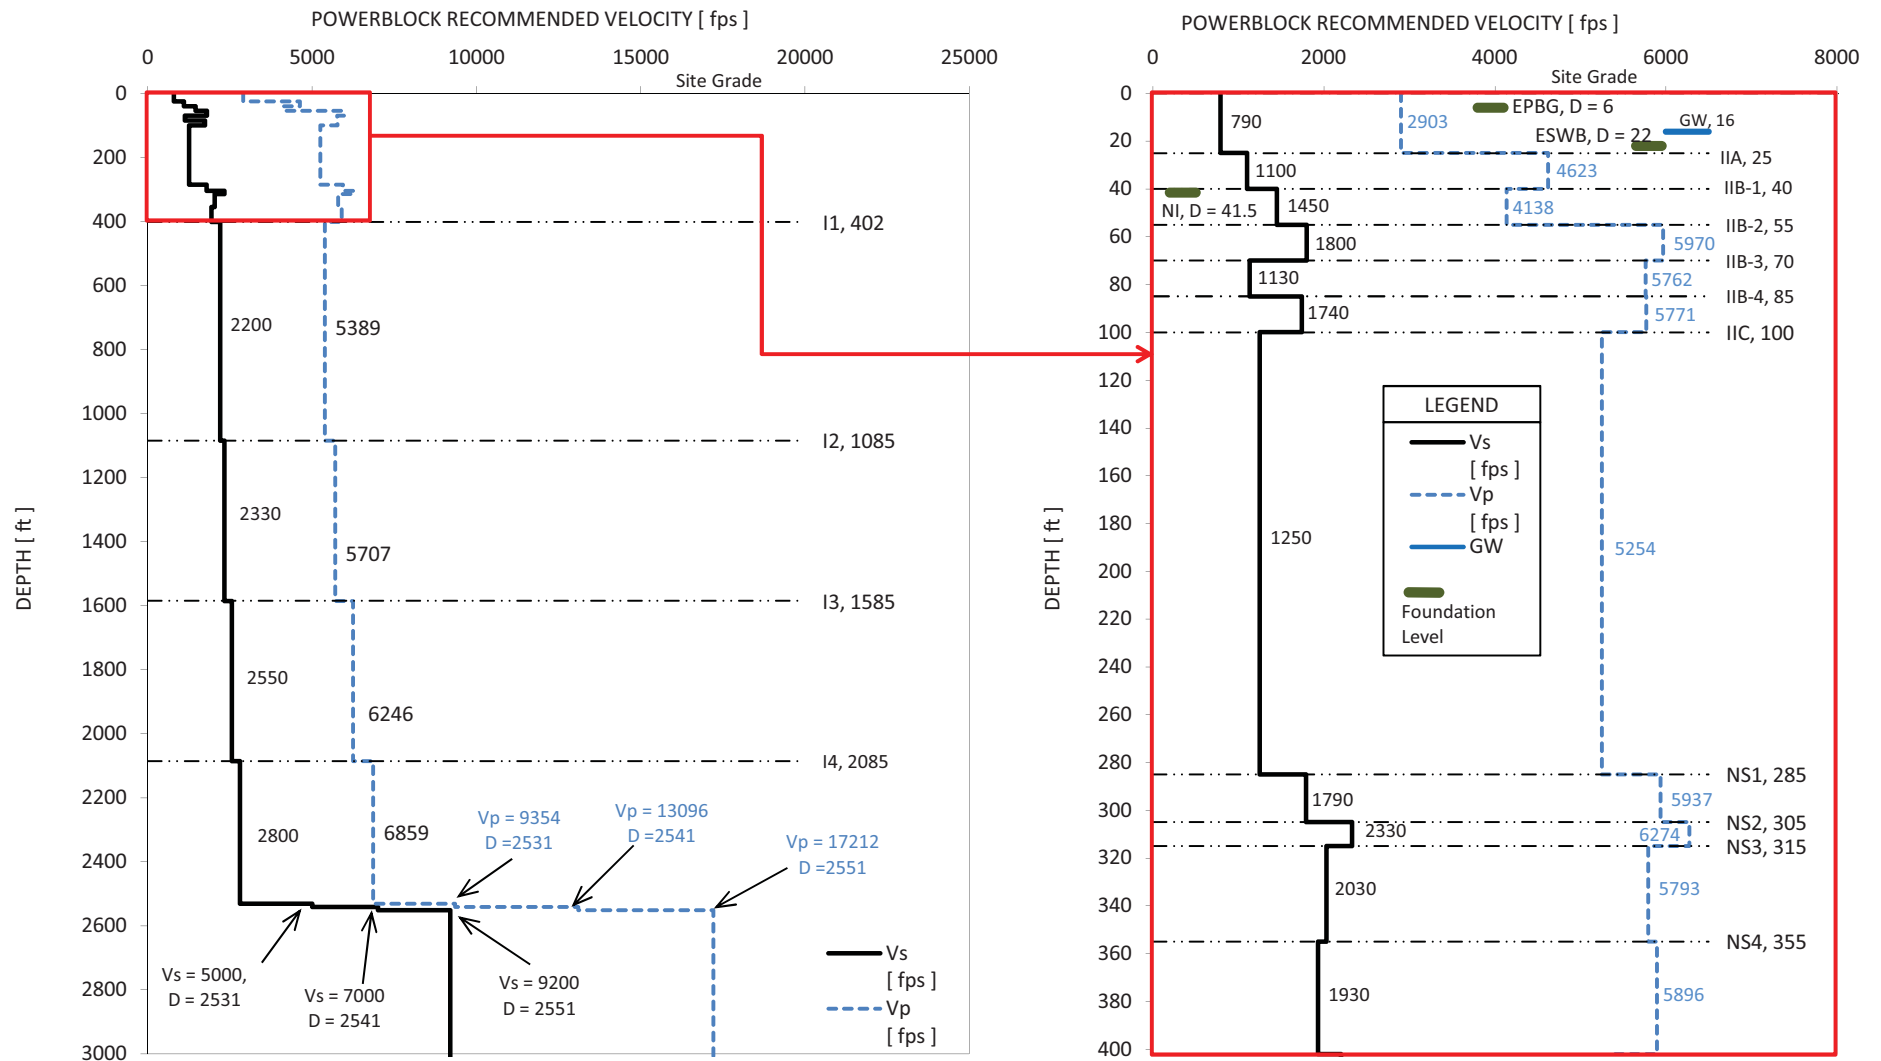 POWERBLOCK RECOMMENDED VELOCITY [ fps ]
0 5000 10000 15000 20000 25000
Site Grade
0
200
400
600
800
1000
1200
1400
1600
1800
2000
2200
2400
2600
2800
3000
DEPTH [ ft ]
I1, 402
2200
5389
I2, 1085
2330
5707
I3, 1585
2550
6246
I4, 2085
2800
6859
Vp = 9354
D =2531
Vp = 13096
D =2541
Vp = 17212
D =2551
Vs = 5000,
D = 2531
Vs = 7000
D = 2541
Vs = 9200
D = 2551
Vs
[ fps ]
Vp
[ fps ]
POWERBLOCK RECOMMENDED VELOCITY [ fps ]
0 2000 4000 6000 8000
Site Grade
0
20
40
60
80
100
120
140
160
180
200
220
240
260
280
300
320
340
360
380
400
DEPTH [ ft ]
790
2903
EPBG, D = 6
GW, 16
ESWB, D = 22
IIA, 25
1100
4623
IIB-1, 40
NI, D = 41.5
1450
4138
IIB-2, 55
1800
5970
IIB-3, 70
1130
5762
IIB-4, 85
1740
5771
IIC, 100
LEGEND
Vs
[ fps ]
Vp
[ fps ]
GW
Foundation
Level
1250
5254
NS1, 285
1790
5937
NS2, 305
2330
6274
NS3, 315
2030
5793
NS4, 355
1930
5896